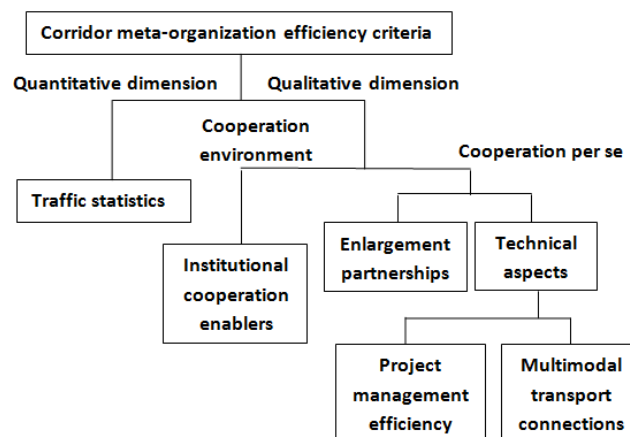 Corridor meta-organization efficiency criteria
Quantitative dimension
Qualitative dimension
Cooperation
environment
Cooperation per se
Traffic statistics
Institutional
cooperation
enablers
Enlargement
partnerships
Technical
aspects
Project
management
efficiency
Multimodal
transport
connections